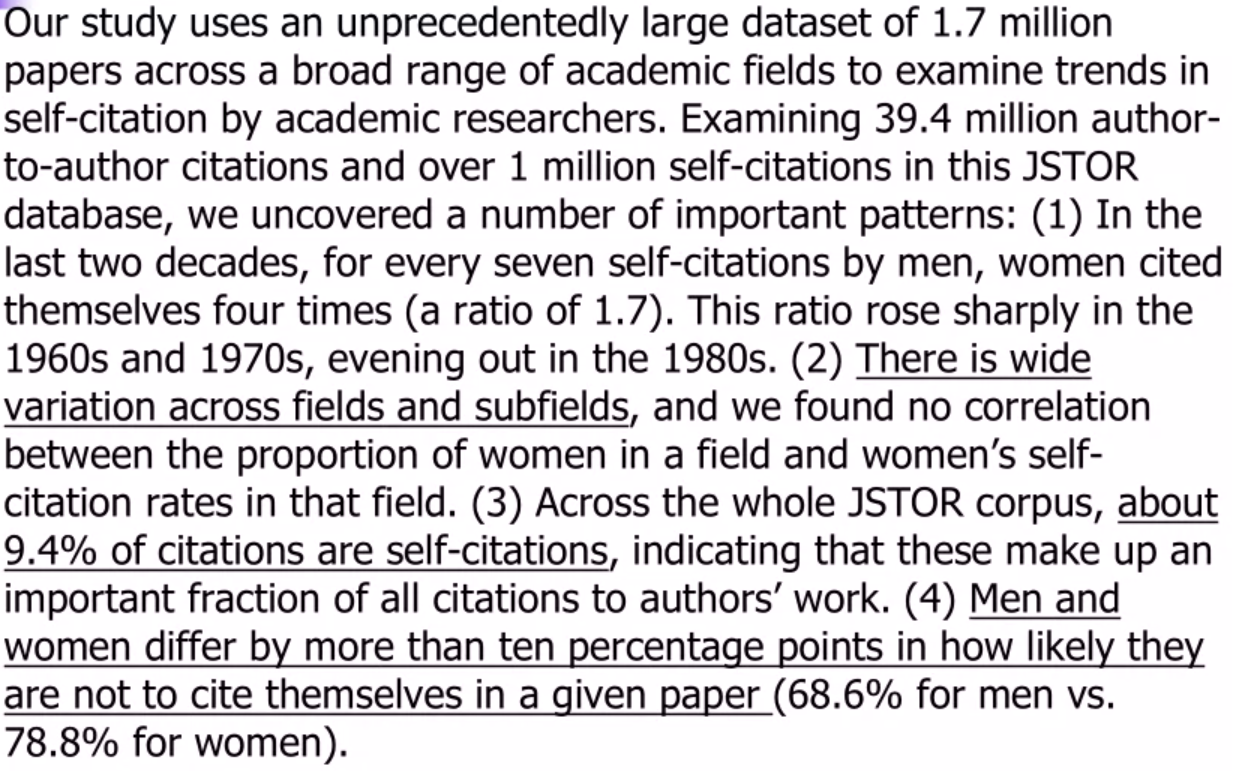 Our study uses an unprecedentedly large dataset of 1.7 million
papers across a broad range of academic fields to examine trends in
self-citation by academic researchers. Examining 39.4 million author-
to-author citations and over 1 million self-citations in this JSTOR
database, we uncovered a number of important patterns: (1) In the
last two decades, for every seven self-citations by men, women cited
themselves four times (a ratio of 1.7). This ratio rose sharply in the
1960s and 1970s, evening out in the 1980s. (2) There is wide
variation across fields and subfields, and we found no correlation
between the proportion of women in a field and women’s self-
citation rates in that field. (3) Across the whole JSTOR corpus, about
9.4% of citations are self-citations, indicating that these make up an
important fraction of all citations to authors’ work. (4) Men and
women differ by more than ten percentage points in how likely they
are not to cite themselves in a given paper (68.6% for men vs.
78.8% for women).